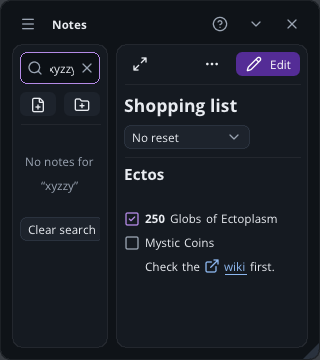 Notes
xyzzy
No notes for
“xyzzy”
Clear search
Edit
Shopping list
No reset
Ectos
250 Globs of Ectoplasm
Mystic Coins
Check the wiki first.